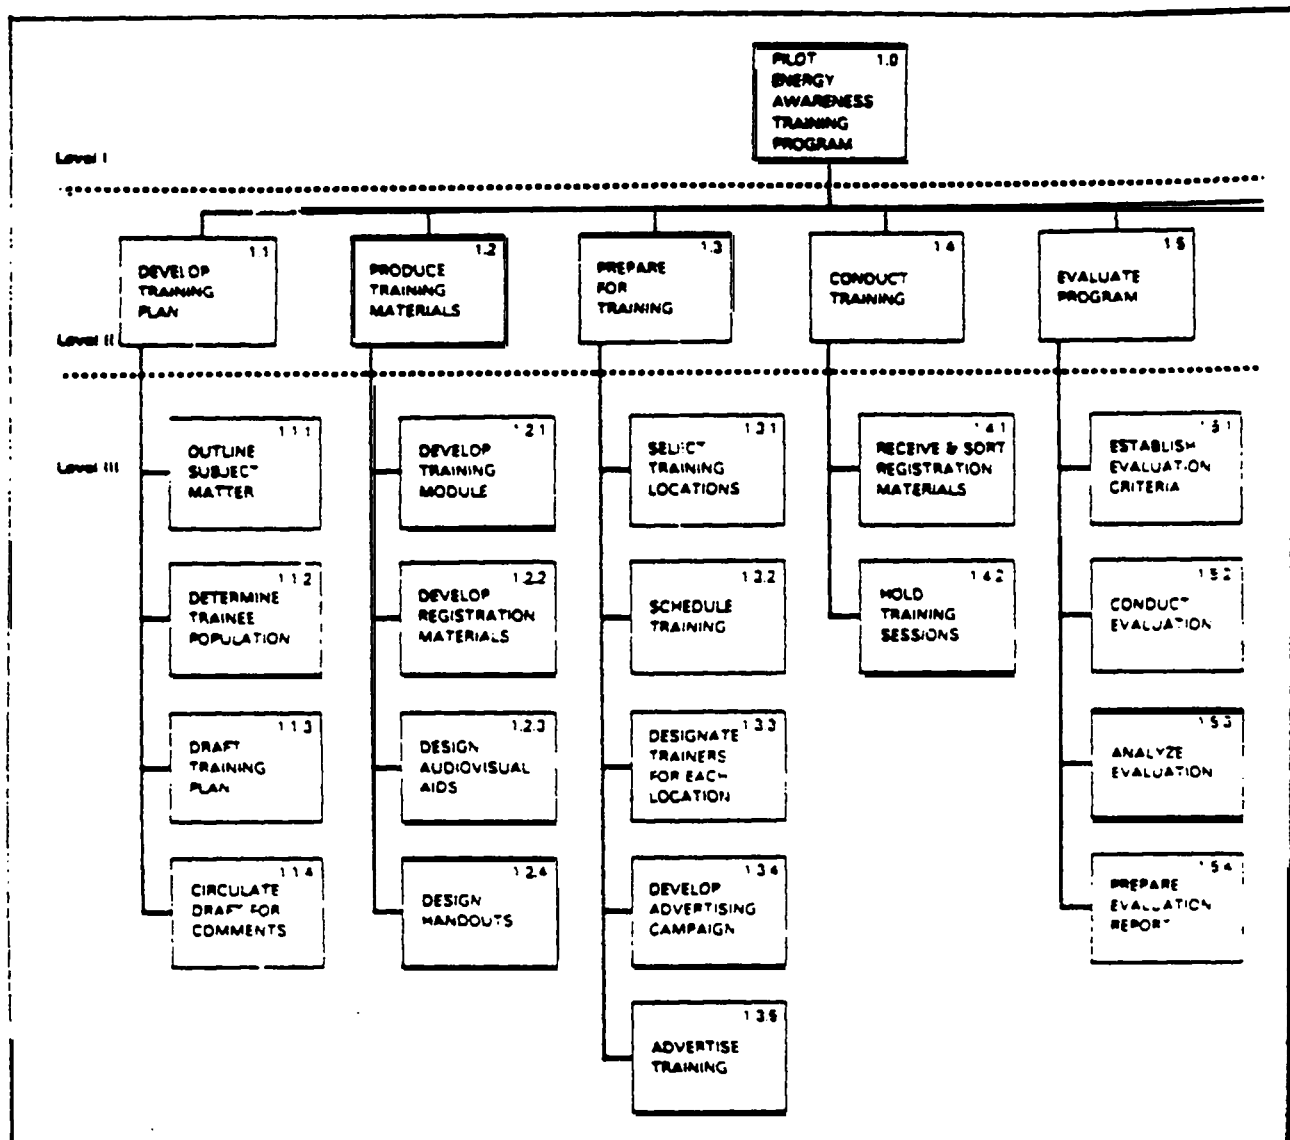 PILOT 1.0
ENERGY
AWARENESS
TRAINING
PROGRAM
Level I
1.1
DEVELOP
TRAINING
PLAN
1.2
PRODUCE
TRAINING
MATERIALS
1.3
PREPARE
FOR
TRAINING
1.4
CONDUCT
TRAINING
1.5
EVALUATE
PROGRAM
Level II
Level III
1.1.1
OUTLINE
SUBJECT
MATTER
1.1.2
DETERMINE
TRAINEE
POPULATION
1.1.3
DRAFT
TRAINING
PLAN
1.1.4
CIRCULATE
DRAFT FOR
COMMENTS
1.2.1
DEVELOP
TRAINING
MODULE
1.2.2
DEVELOP
REGISTRATION
MATERIALS
1.2.3
DESIGN
AUDIOVISUAL
AIDS
1.2.4
DESIGN
HANDOUTS
1.3.1
SELECT
TRAINING
LOCATIONS
1.3.2
SCHEDULE
TRAINING
1.3.3
DESIGNATE
TRAINERS
FOR EACH
LOCATION
1.3.4
DEVELOP
ADVERTISING
CAMPAIGN
1.3.5
ADVERTISE
TRAINING
1.4.1
RECEIVE & SORT
REGISTRATION
MATERIALS
1.4.2
HOLD
TRAINING
SESSIONS
1.5.1
ESTABLISH
EVALUATION
CRITERIA
1.5.2
CONDUCT
EVALUATION
1.5.3
ANALYZE
EVALUATION
1.5.4
PREPARE
EVALUATION
REPORT